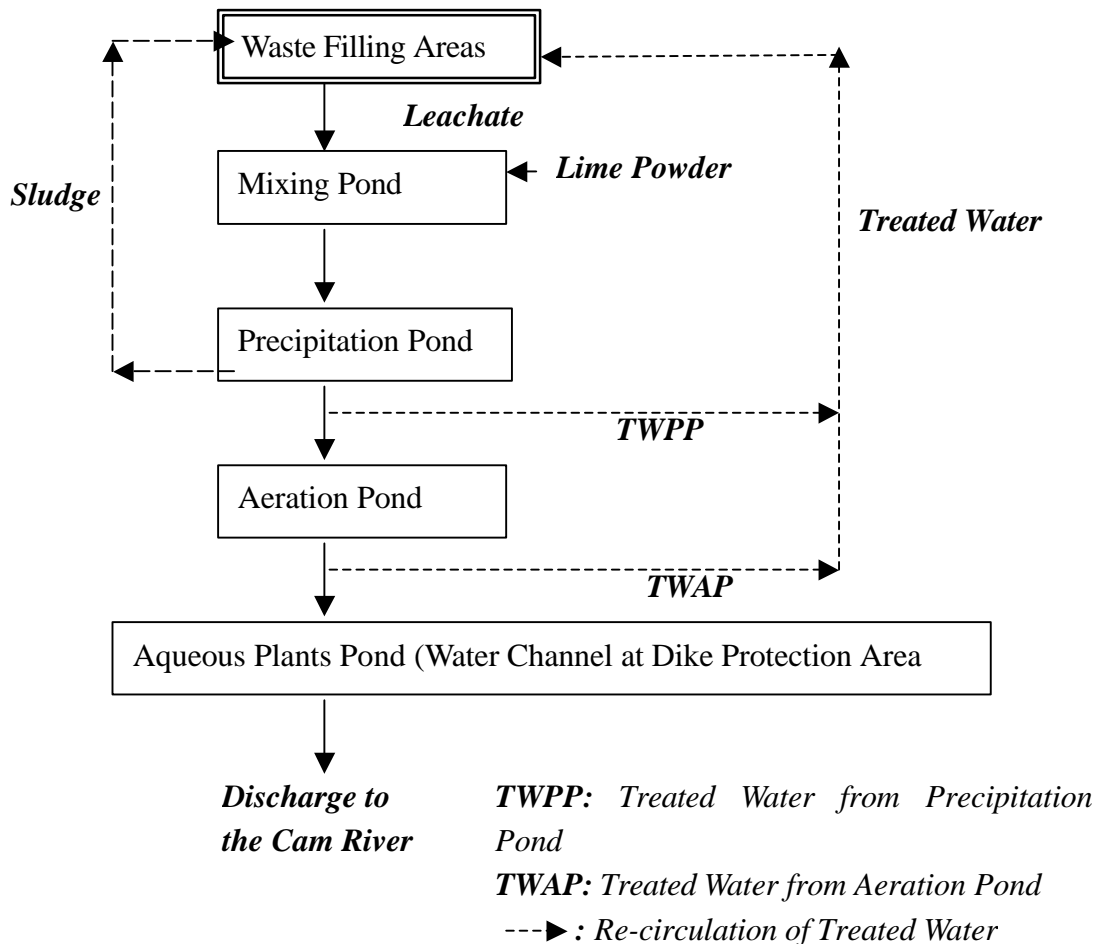 Waste Filling Areas
Leachate
Lime Powder
Mixing Pond
Sludge
Treated Water
Precipitation Pond
TWPP
Aeration Pond
TWAP
Aqueous Plants Pond (Water Channel at Dike Protection Area
Discharge to
the Cam River
TWPP: Treated Water from Precipitation
Pond
TWAP: Treated Water from Aeration Pond
: Re-circulation of Treated Water